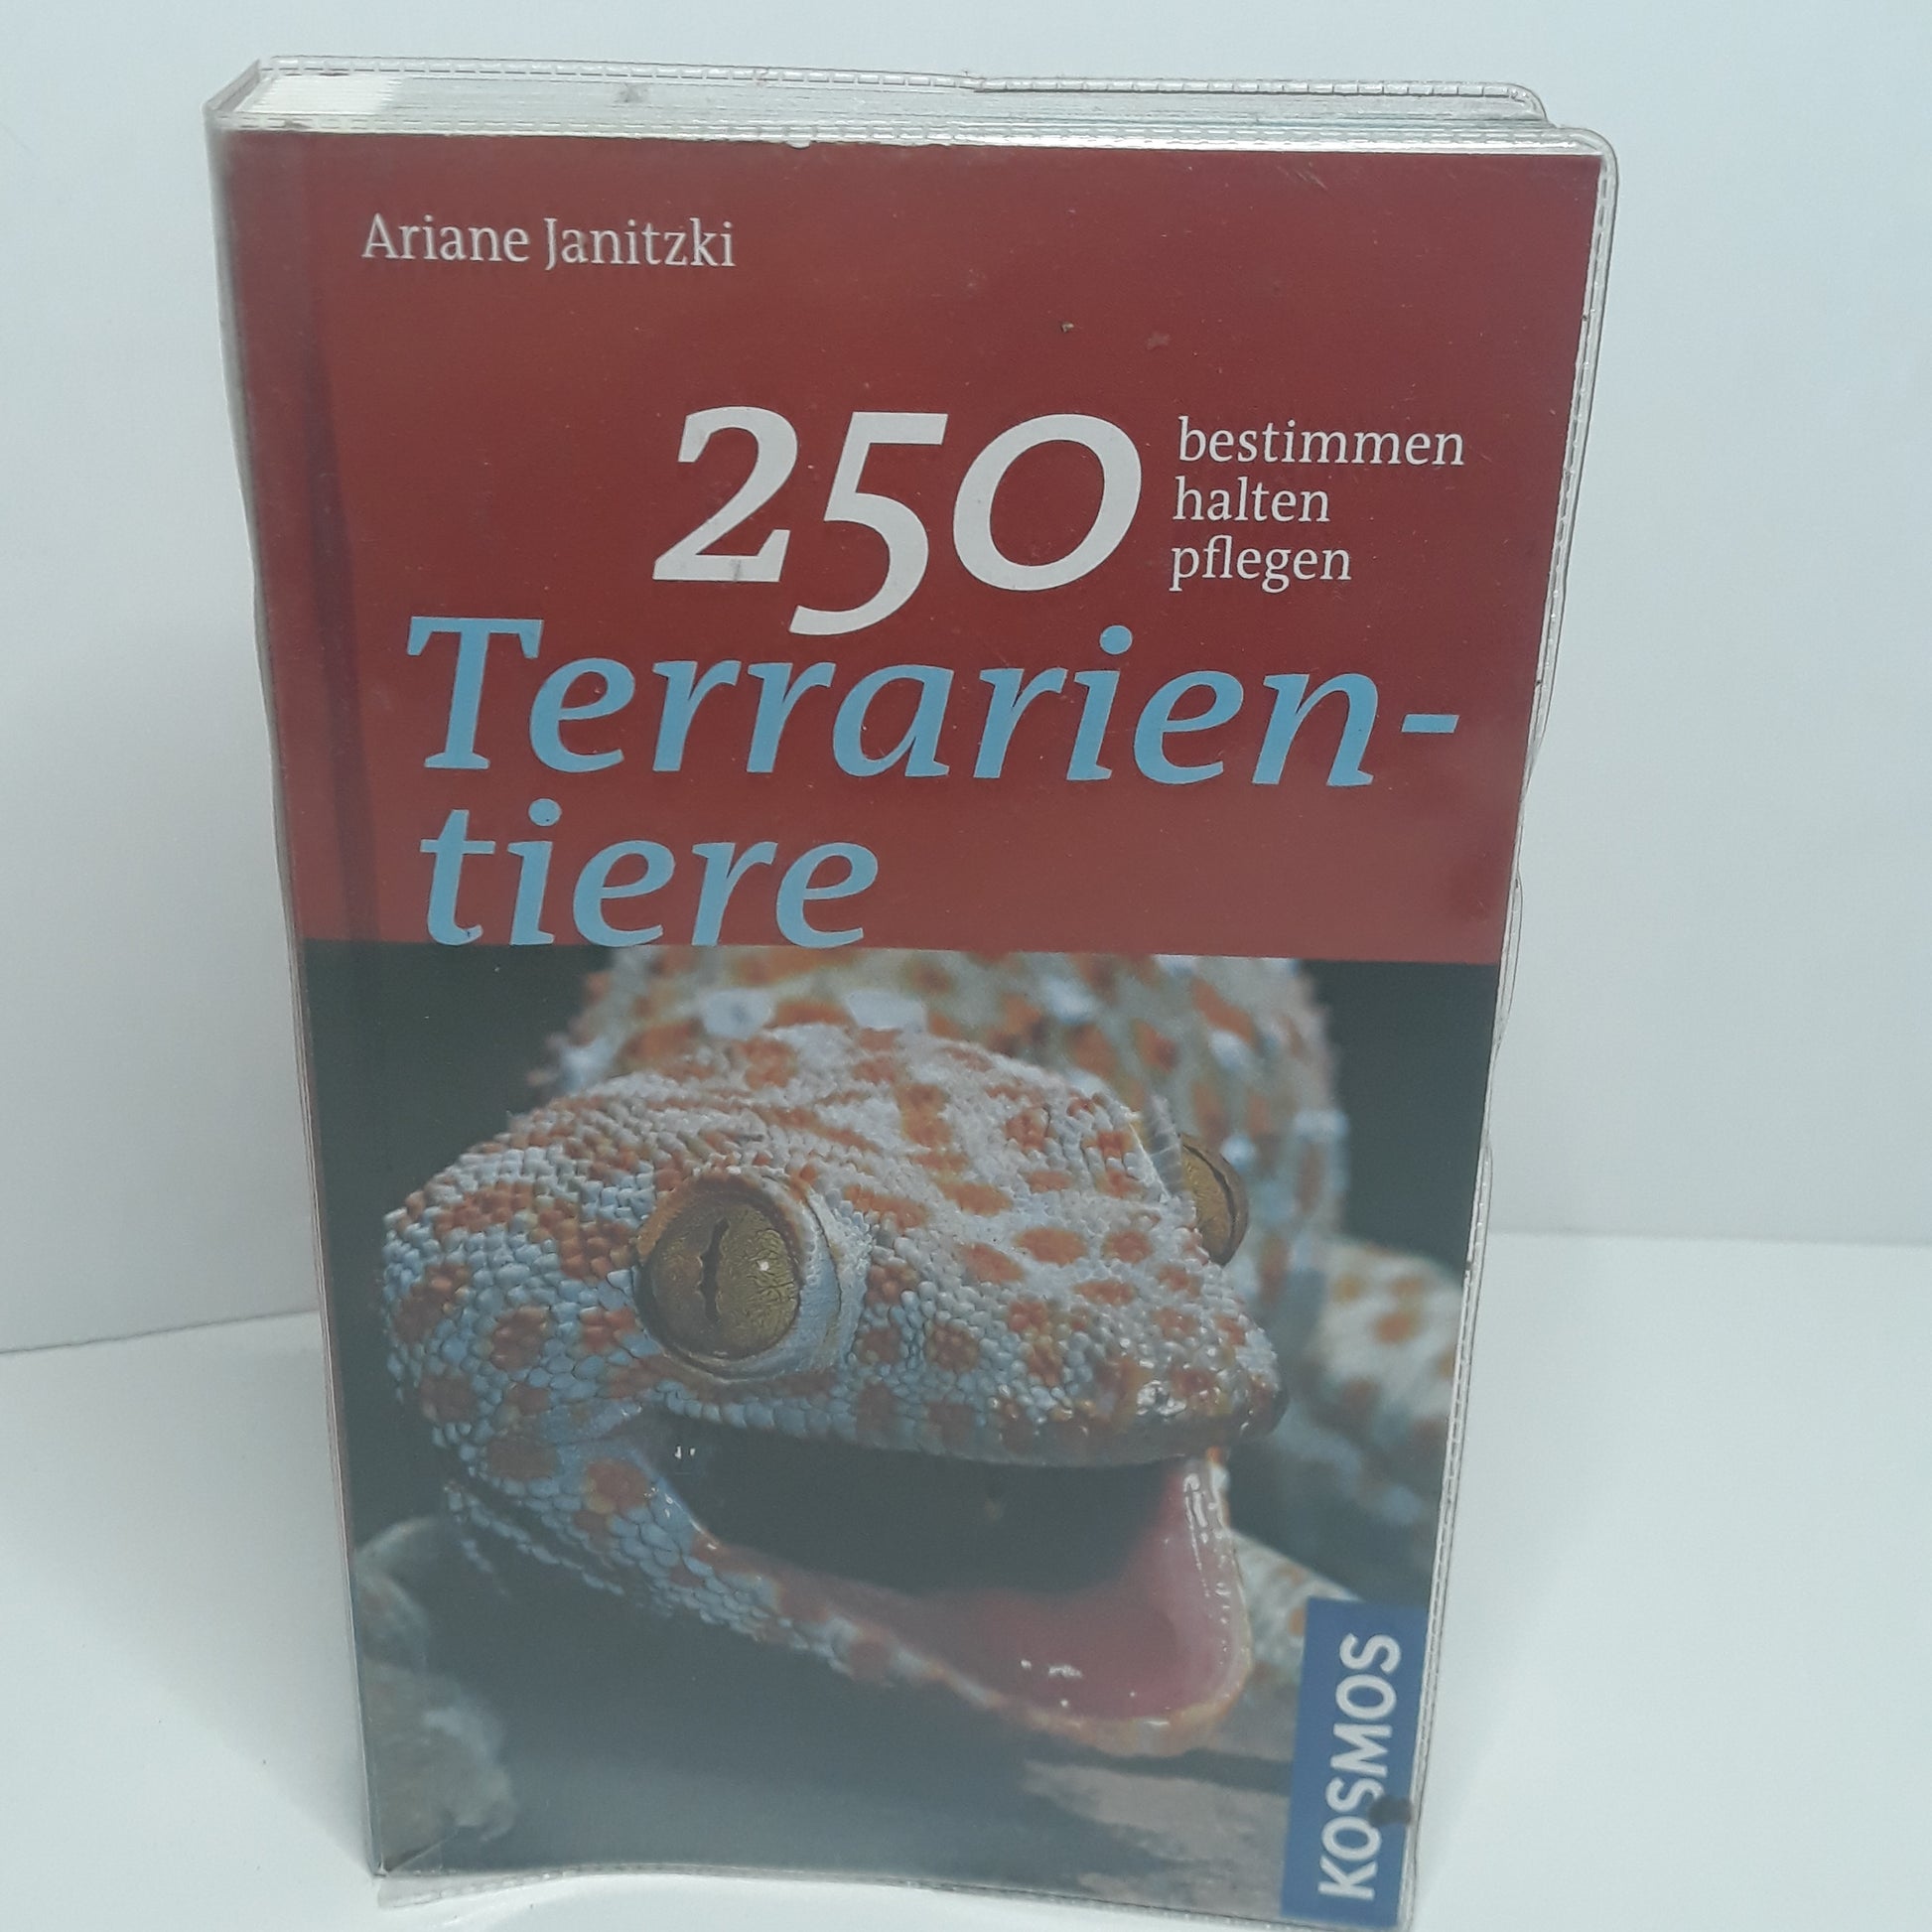 Ariane Janitzki
250
bestimmen
halten
pflegen
Terrarien-
tiere
KOSMOS